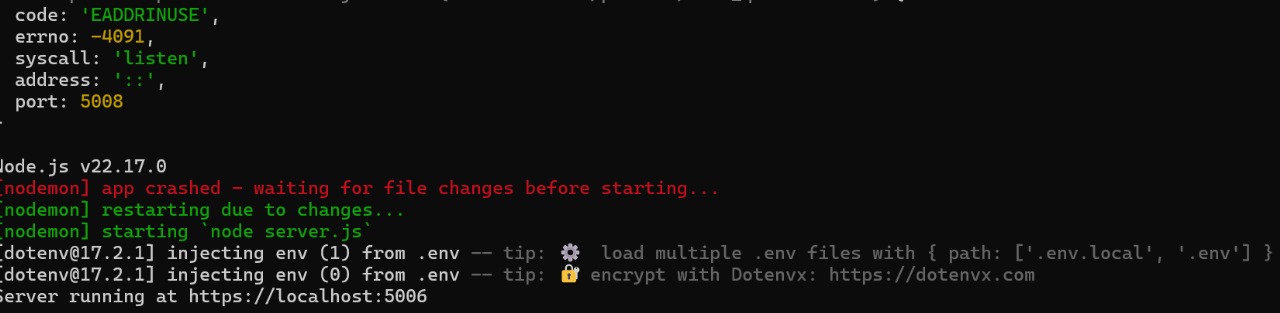 code: 'EADDRINUSE',
errno: -4091,
syscall: 'listen',
address: '::',
port: 5008
Node.js v22.17.0
[nodemon] app crashed - waiting for file changes before starting...
[nodemon] restarting due to changes...
[nodemon] starting `node server.js`
[dotenv@17.2.1] injecting env (1) from .env -- tip: ⚙️ load multiple .env files with { path: ['.env.local', '.env'] }
[dotenv@17.2.1] injecting env (0) from .env -- tip: 🔐 encrypt with Dotenvx: https://dotenvx.com
Server running at https://localhost:5006